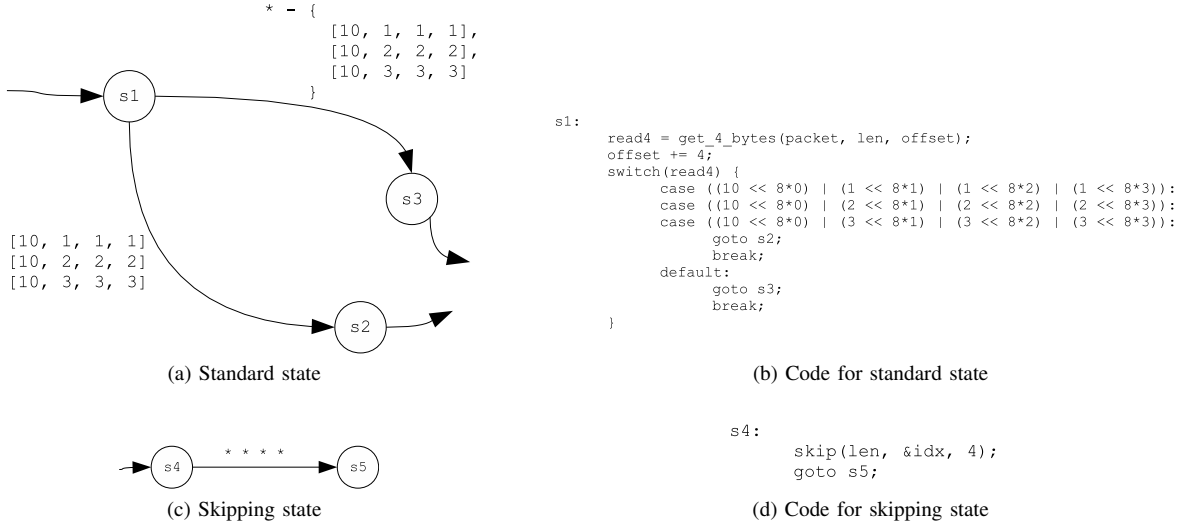 * - {
[10, 1, 1, 1],
[10, 2, 2, 2],
[10, 3, 3, 3]
}
s1
s3
[10, 1, 1, 1]
[10, 2, 2, 2]
[10, 3, 3, 3]
s2
(a) Standard state
s1:
read4 = get_4_bytes(packet, len, offset);
offset += 4;
switch(read4) {
case ((10 << 8*0) | (1 << 8*1) | (1 << 8*2) | (1 << 8*3)):
case ((10 << 8*0) | (2 << 8*1) | (2 << 8*2) | (2 << 8*3)):
case ((10 << 8*0) | (3 << 8*1) | (3 << 8*2) | (3 << 8*3)):
goto s2;
break;
default:
goto s3;
break;
}
(b) Code for standard state
s4
* * * *
s5
(c) Skipping state
s4:
skip(len, &idx, 4);
goto s5;
(d) Code for skipping state